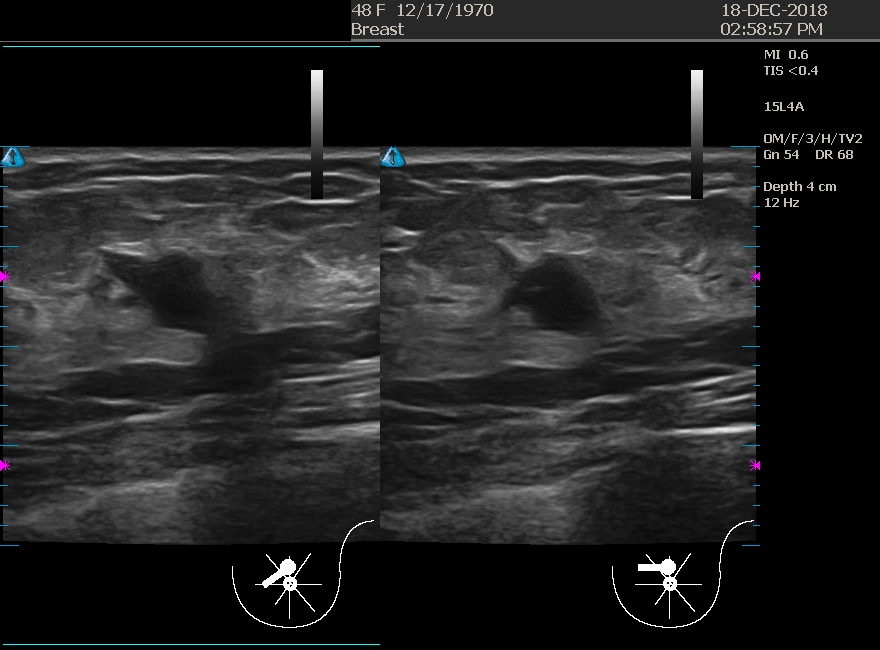 48 F 12/17/1970
18-DEC-2018
Breast
02:58:57 PM
MI 0.6
TIS <0.4
15L4A
OM/F/3/H/TV2
Gn 54 DR 68
Depth 4 cm
12 Hz